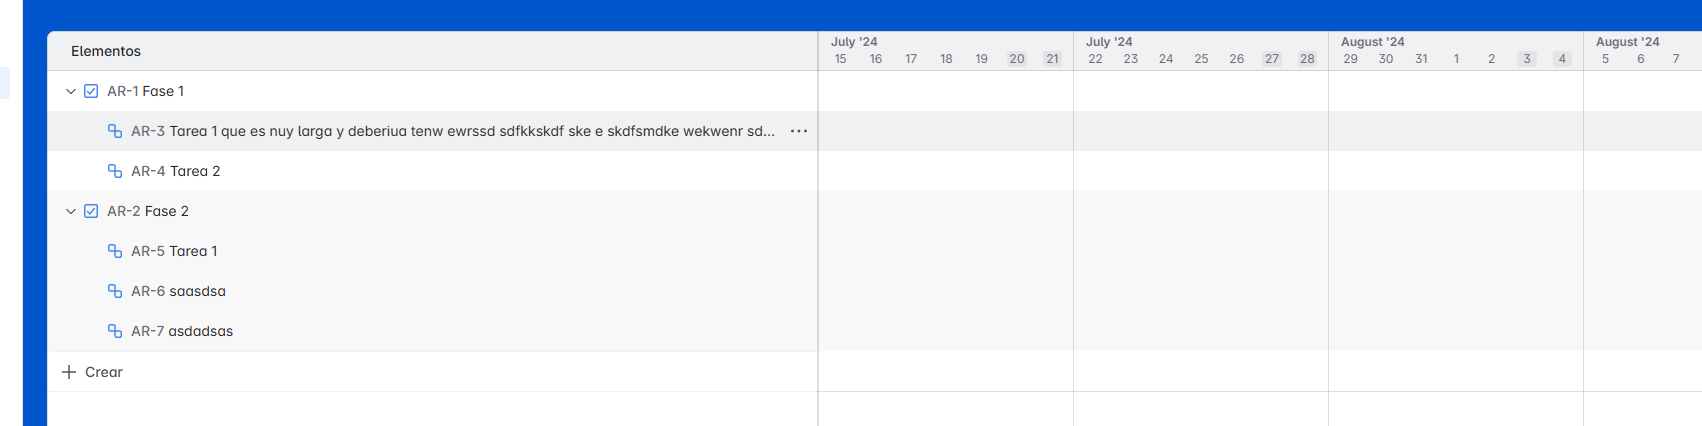 Elementos
July '24
July '24
August '24
August '24
15 16 17 18 19 20 21 22 23 24 25 26 27 28 29 30 31 1 2 3 4 5 6 7
AR-1 Fase 1
AR-3 Tarea 1 que es nuy larga y deberiua tenw ewrssd sdfkkskdf ske e skdfsmdke wekwenr sd...
AR-4 Tarea 2
AR-2 Fase 2
AR-5 Tarea 1
AR-6 saasdsa
AR-7 asdadsas
Crear